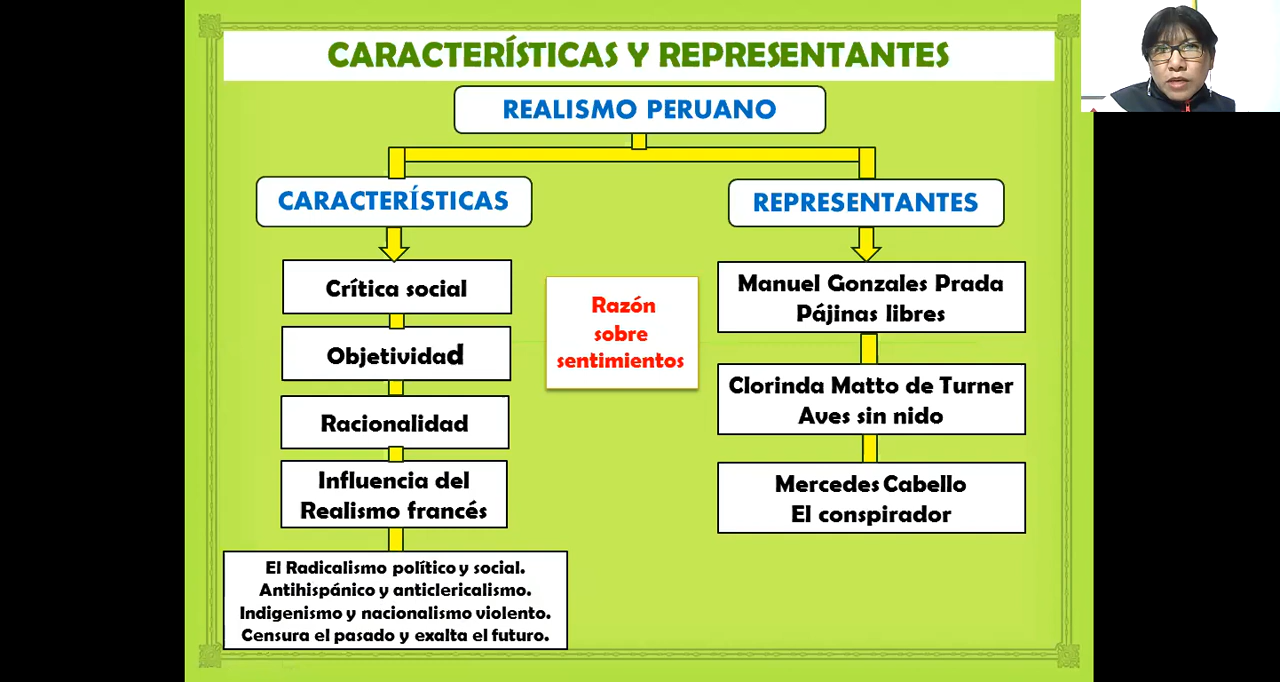 CARACTERÍSTICAS Y REPRESENTANTES
REALISMO PERUANO
CARACTERÍSTICAS
Crítica social
Objetividad
Racionalidad
Influencia del
Realismo francés
El Radicalismo político y social.
Antihispánico y anticlericalismo.
Indigenismo y nacionalismo violento.
Censura el pasado y exalta el futuro.
Razón
sobre
sentimientos
REPRESENTANTES
Manuel Gonzales Prada
Pájinas libres
Clorinda Matto de Turner
Aves sin nido
Mercedes Cabello
El conspirador